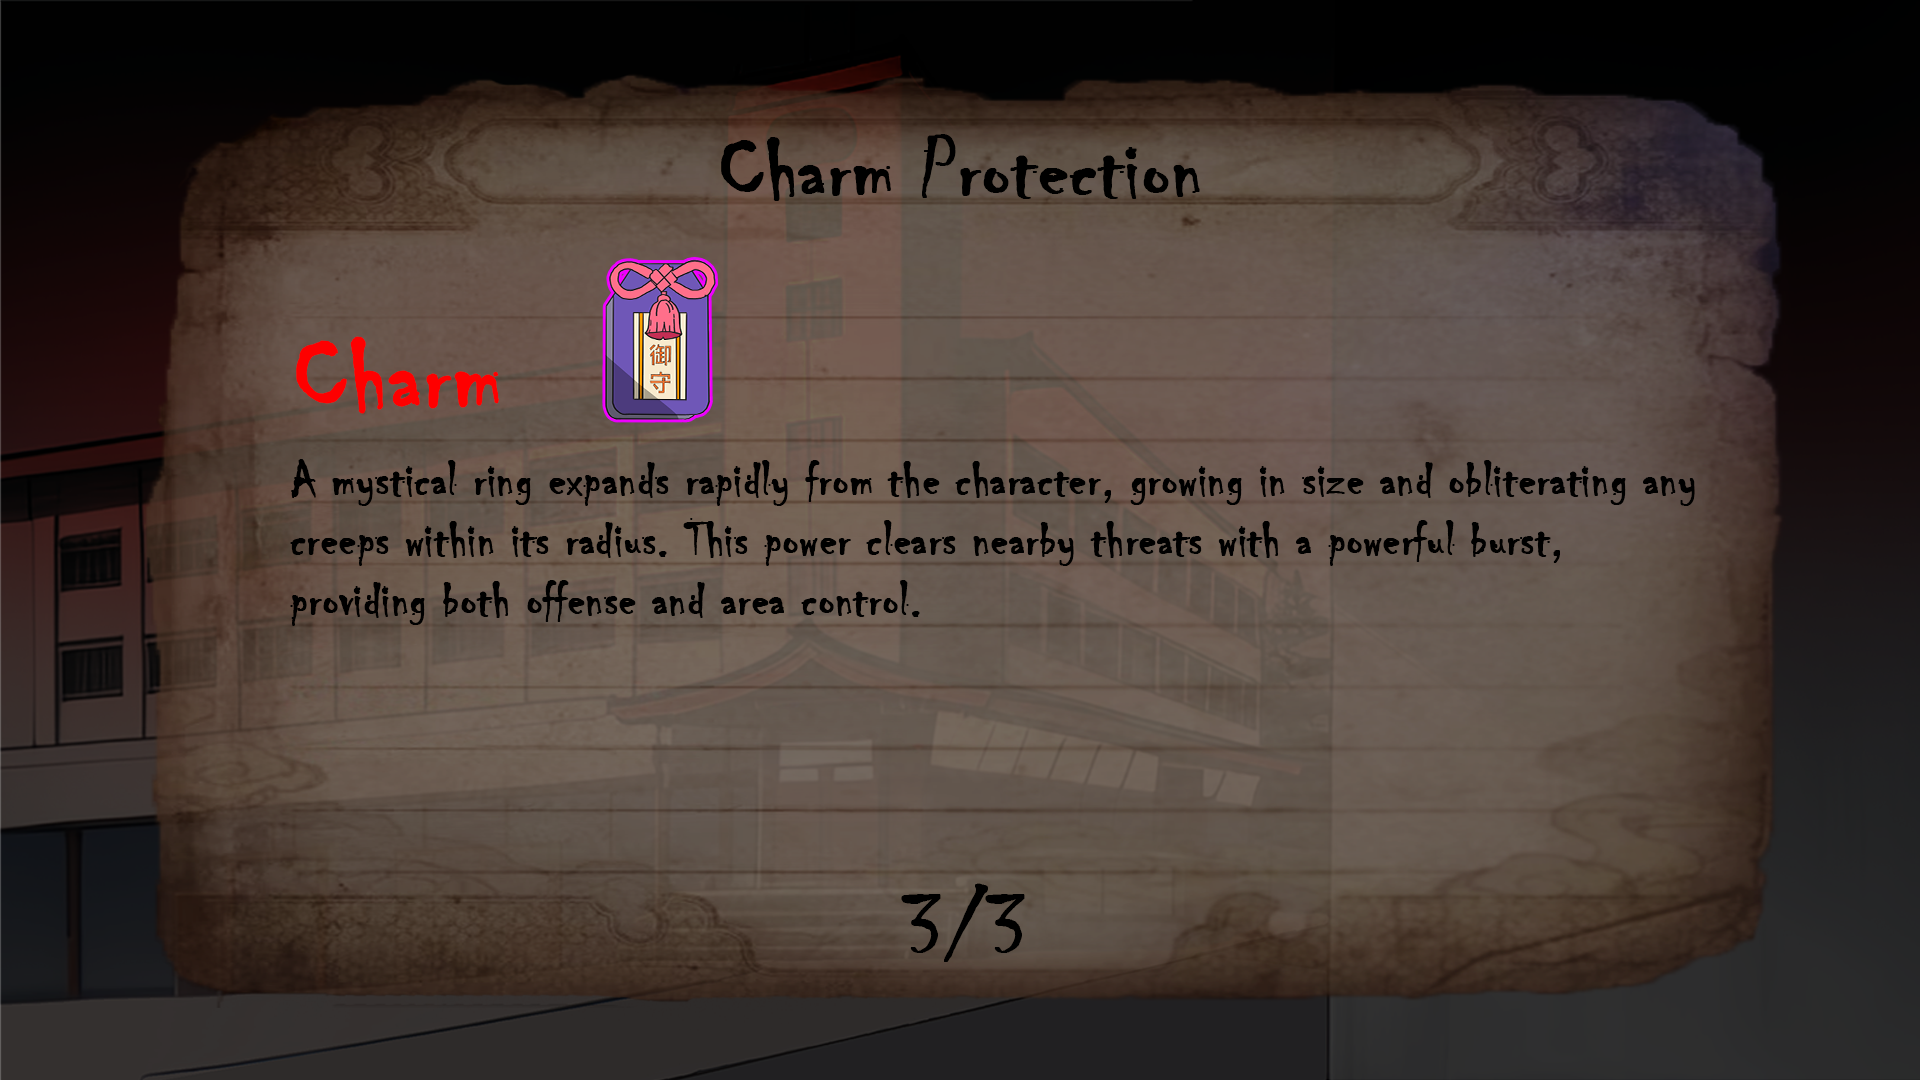 Charm Protection
Charm
御
守
A mystical ring expands rapidly from the character, growing in size and obliterating any
creeps within its radius. This power clears nearby threats with a powerful burst,
providing both offense and area control.
3/3